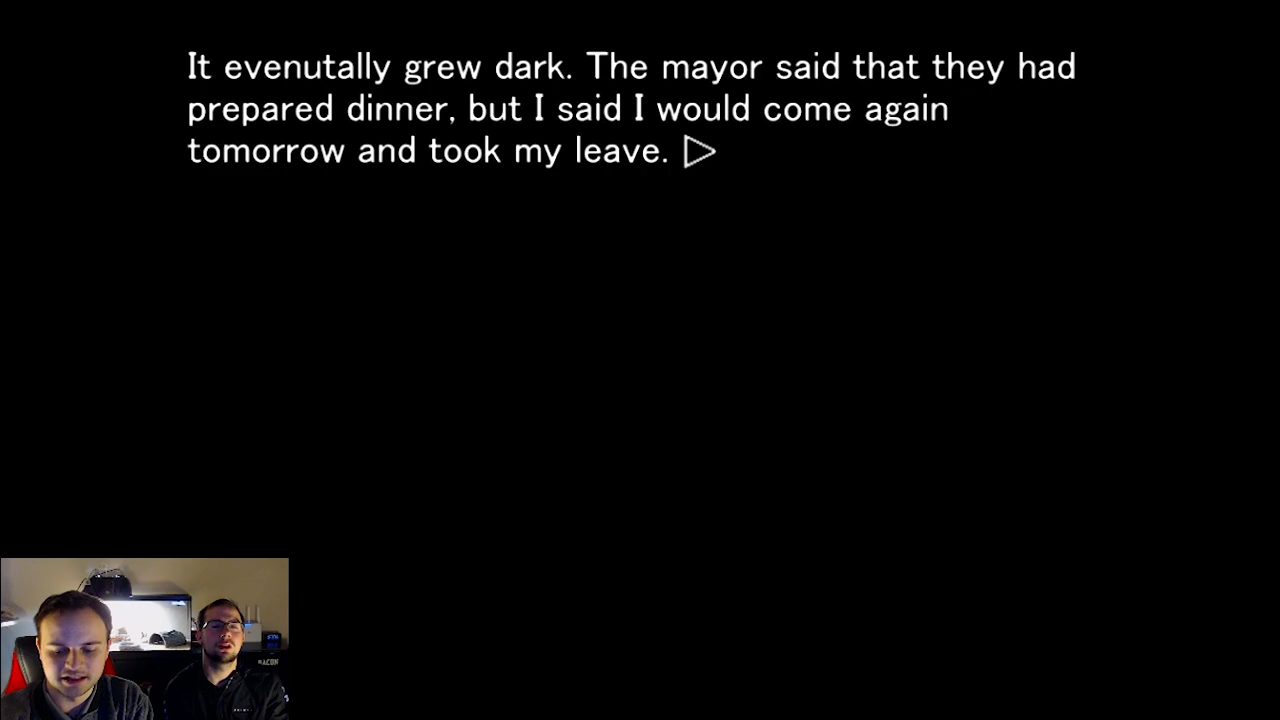 It evenutally grew dark. The mayor said that they had
prepared dinner, but I said I would come again
tomorrow and took my leave.